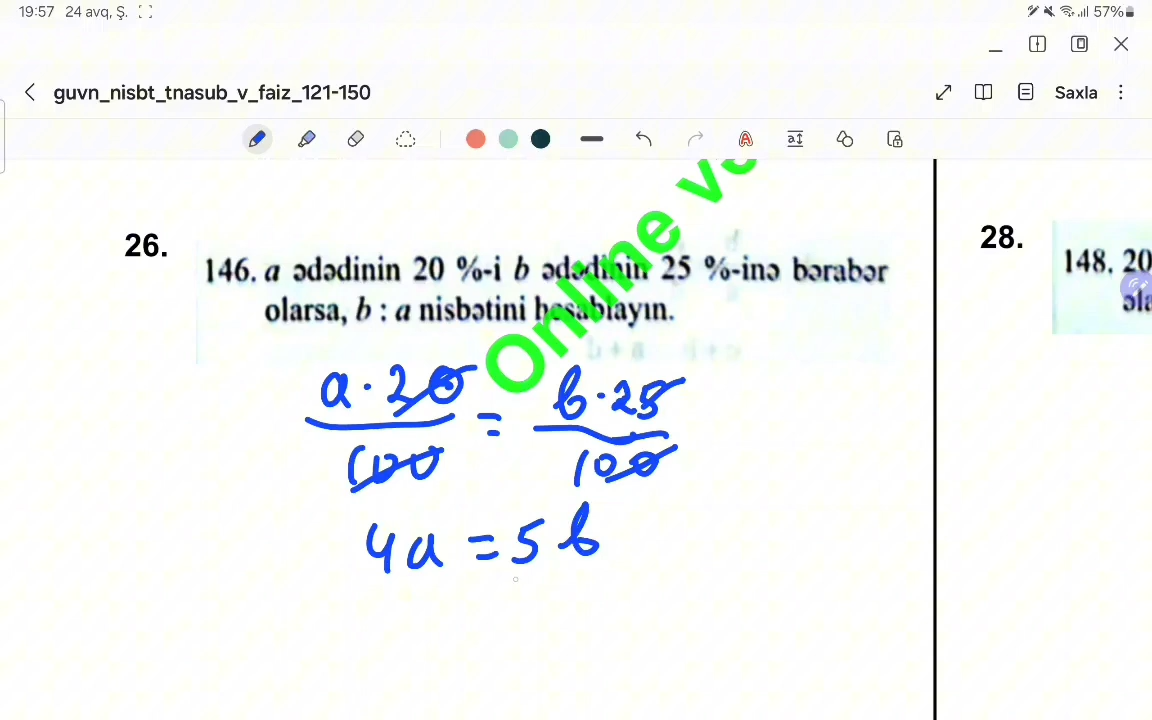 19:57 24 avq, Ş. 57%
guvn_nisbt_tnasub_v_faiz_121-150 Saxla
26.
146. a ədədinin 20 %-i b ədədinin 25 %-inə bərabər
olarsa, b : a nisbətini hesablayın.
Online
a · 20 / 100 = b · 25 / 100
4a = 5b
28.
148. 20